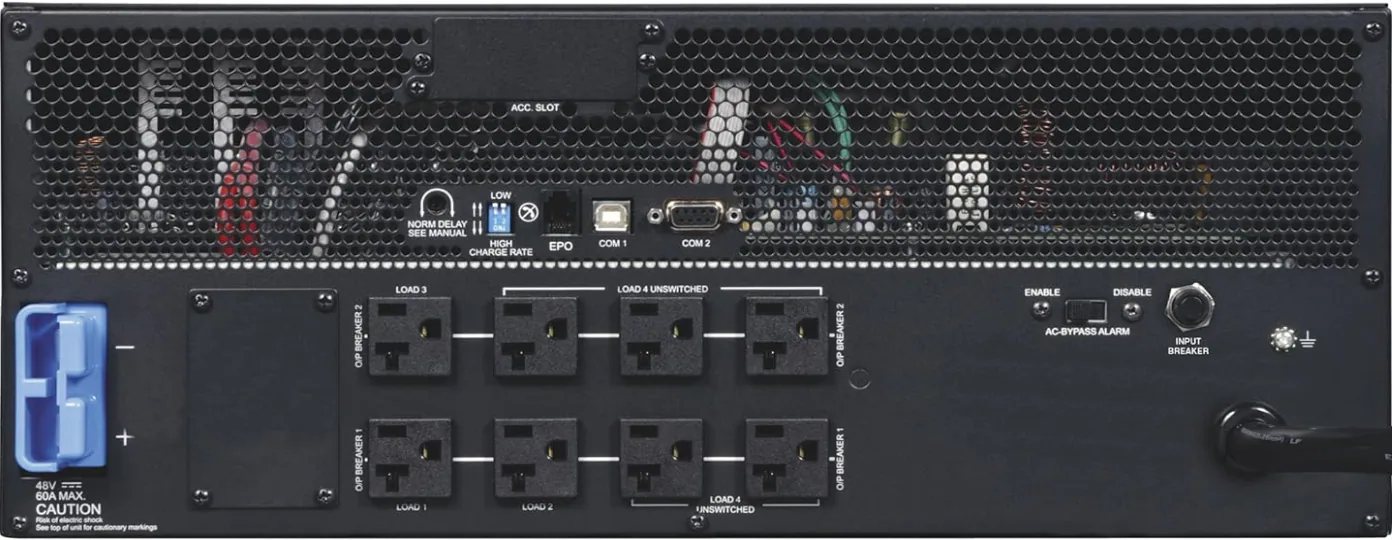 ACC. SLOT
NORM DELAY
SEE MANUAL
LOW
1 2
ON
HIGH
CHARGE RATE
EPO
COM 1
COM 2
LOAD 3
LOAD 4 UNSWITCHED
O/P BREAKER 2
O/P BREAKER 2
ENABLE
DISABLE
AC-BYPASS ALARM
INPUT
BREAKER
−
+
O/P BREAKER 1
O/P BREAKER 1
LOAD 1
LOAD 2
LOAD 4
UNSWITCHED
48V
60A MAX.
CAUTION
Risk of electric shock
See top of unit for cautionary markings